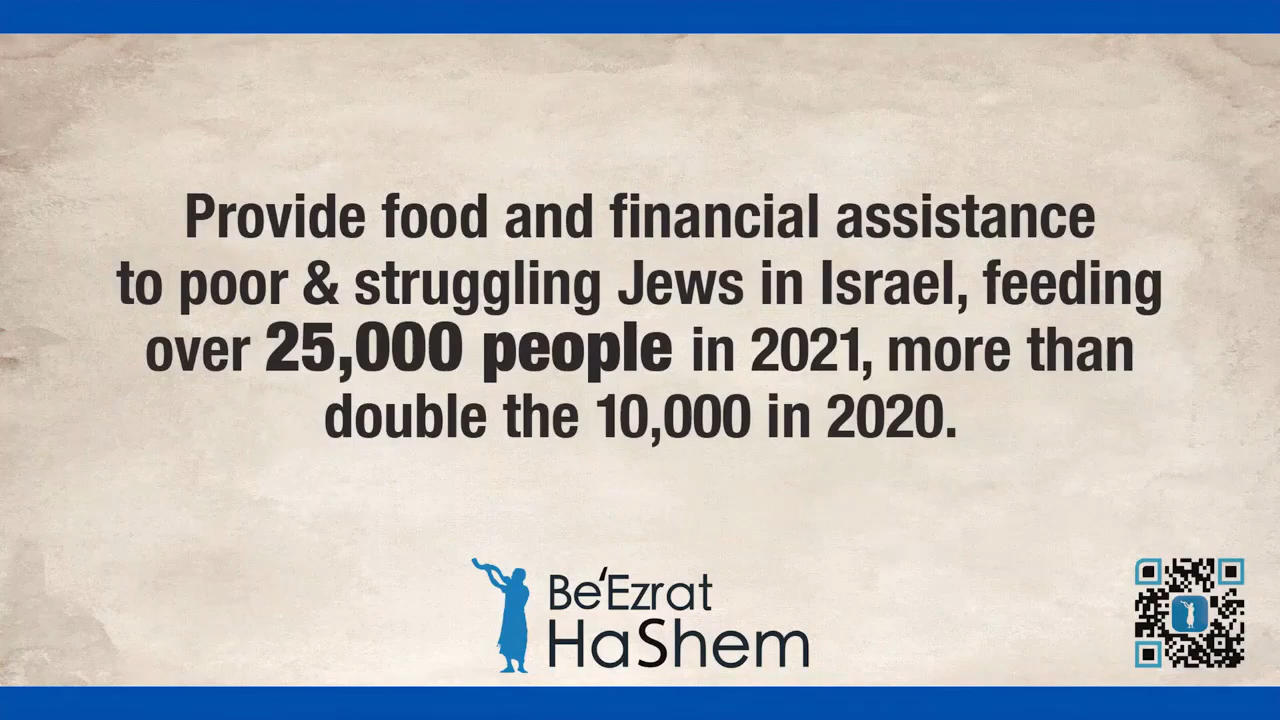 Provide food and financial assistance
to poor & struggling Jews in Israel, feeding
over 25,000 people in 2021, more than
double the 10,000 in 2020.
Be'Ezrat
HaShem